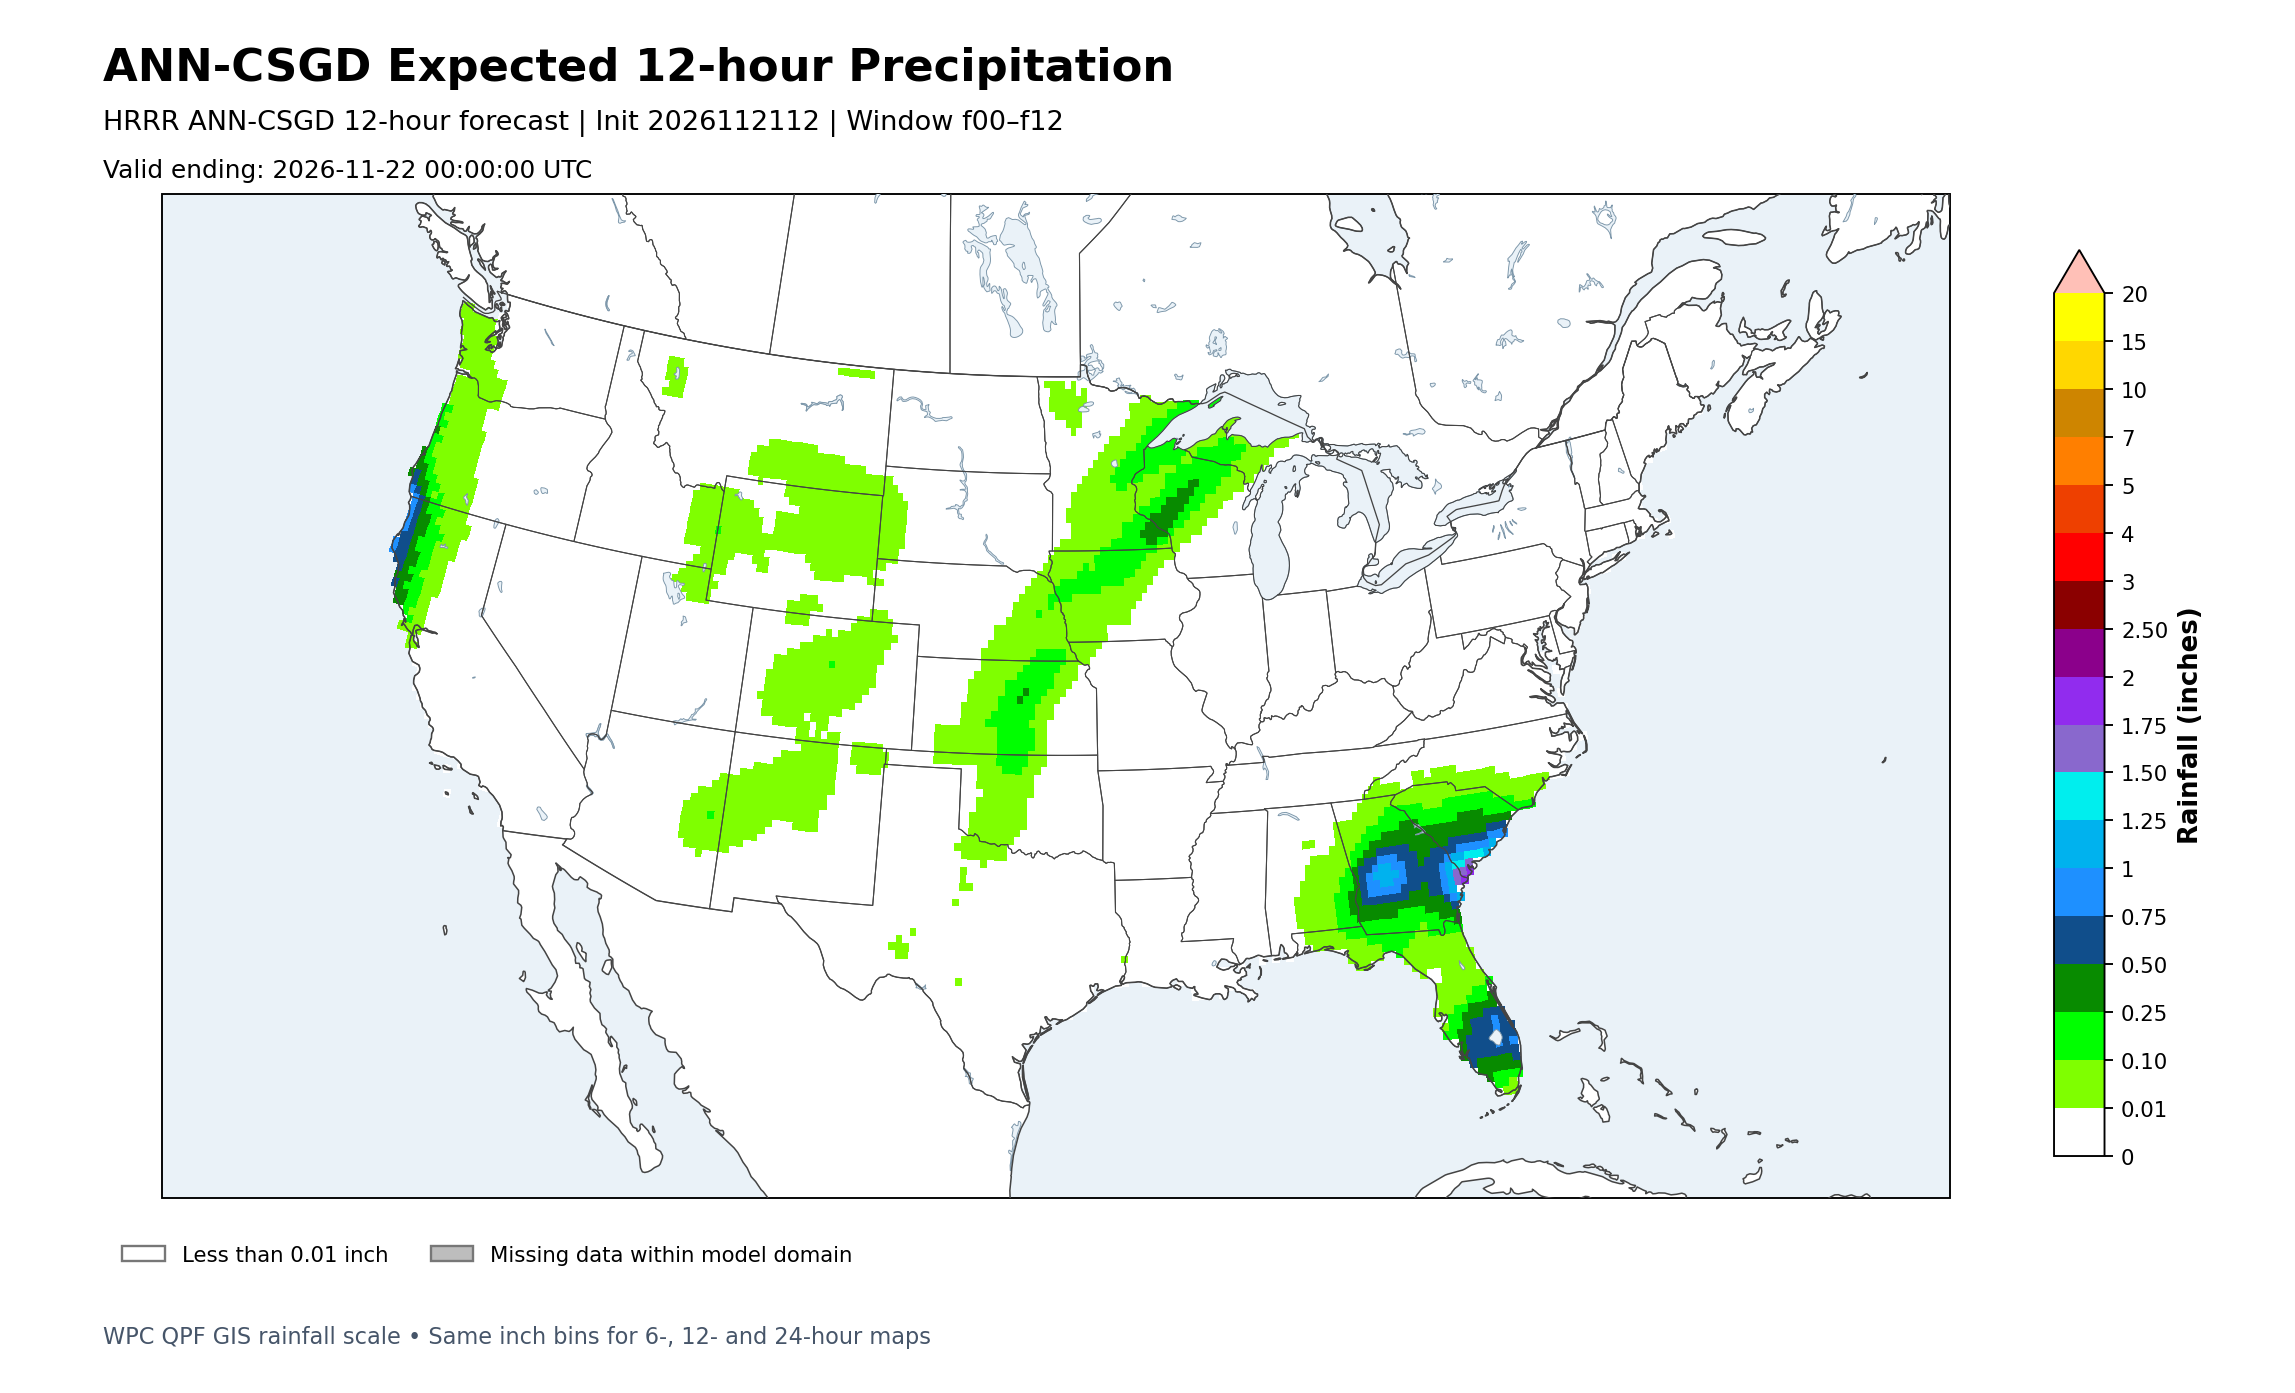 ANN-CSGD Expected 12-hour Precipitation
HRRR ANN-CSGD 12-hour forecast | Init 2026112112 | Window f00–f12
Valid ending: 2026-11-22 00:00:00 UTC
20
15
10
7
5
4
3
2.50
2
1.75
1.50
1.25
1
0.75
0.50
0.25
0.10
0.01
0
Rainfall (inches)
Less than 0.01 inch
Missing data within model domain
WPC QPF GIS rainfall scale • Same inch bins for 6-, 12- and 24-hour maps